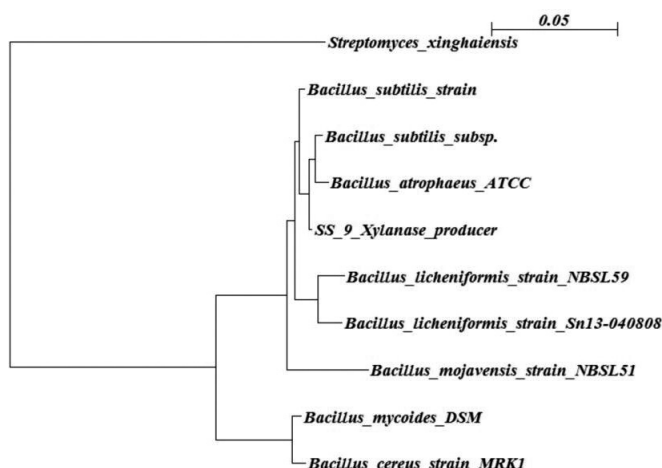 0.05
Streptomyces_xinghaiensis
Bacillus_subtilis_strain
Bacillus_subtilis_subsp.
Bacillus_atrophaeus_ATCC
SS_9_Xylanase_producer
Bacillus_licheniformis_strain_NBSL59
Bacillus_licheniformis_strain_Sn13-040808
Bacillus_mojavensis_strain_NBSL51
Bacillus_mycoides_DSM
Bacillus_cereus_strain_MRK1